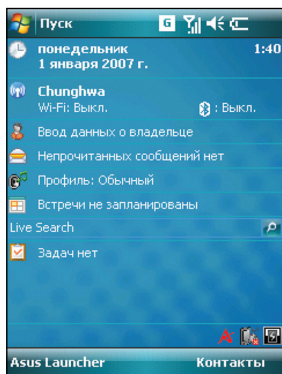 Пуск G
понедельник 1:40
1 января 2007 г.
Chunghwa
Wi-Fi: Выкл. : Выкл.
Ввод данных о владельце
Непрочитанных сообщений нет
Профиль: Обычный
Встречи не запланированы
Live Search
Задач нет
Asus Launcher Контакты